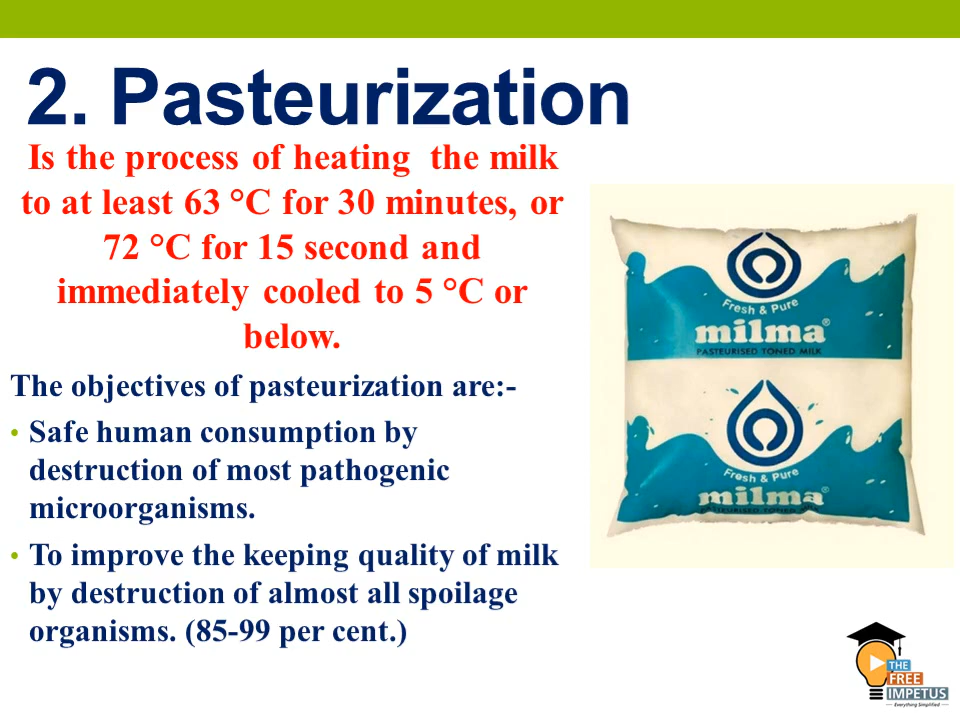 2. Pasteurization
Is the process of heating the milk
to at least 63 °C for 30 minutes, or
72 °C for 15 second and
immediately cooled to 5 °C or
below.
The objectives of pasteurization are:-
• Safe human consumption by
destruction of most pathogenic
microorganisms.
• To improve the keeping quality of milk
by destruction of almost all spoilage
organisms. (85-99 per cent.)
Fresh & Pure
milma®
PASTEURISED TONED MILK
Fresh & Pure
milma®
PASTEURISED TONED MILK
THE
FREE
IMPETUS
Everything Simplified